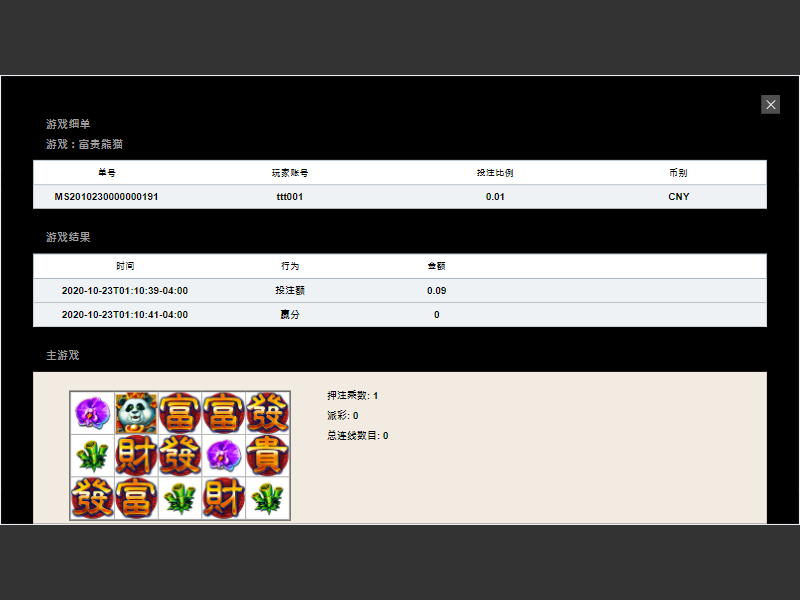 游戏细单
游戏：富贵熊猫
单号 玩家账号 投注比例 币别
MS2010230000000191 ttt001 0.01 CNY
游戏结果
时间 行为 金额
2020-10-23T01:10:39-04:00 投注额 0.09
2020-10-23T01:10:41-04:00 赢分 0
主游戏
押注乘数: 1
派彩: 0
总连线数目: 0
富 富 發
財 發 貴
發 富 財